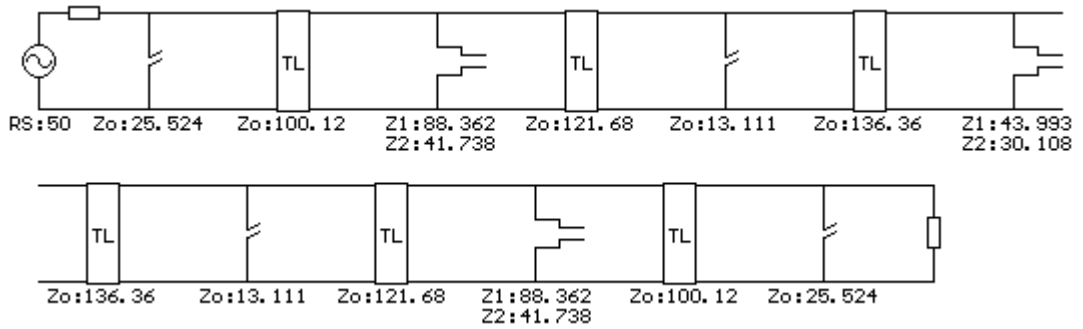 TL TL TL
RS:50 Zo:25.524 Zo:100.12 Z1:88.362 Zo:121.68 Zo:13.111 Zo:136.36 Z1:43.993
Z2:41.738 Z2:30.108
TL TL TL
Zo:136.36 Zo:13.111 Zo:121.68 Z1:88.362 Zo:100.12 Zo:25.524
Z2:41.738